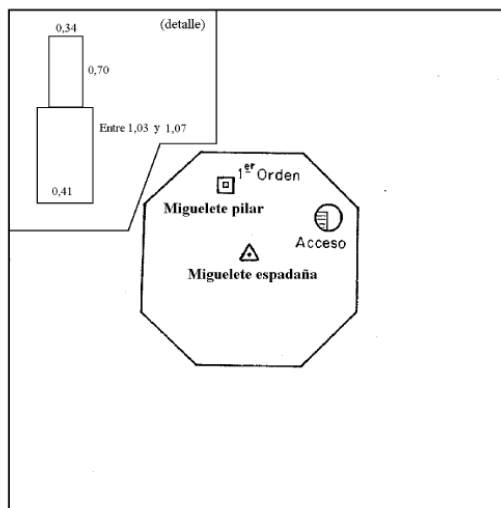 0,34
(detalle)
0,70
Entre 1,03 y 1,07
0,41
1er Orden
Miguelete pilar
Acceso
Miguelete espadaña